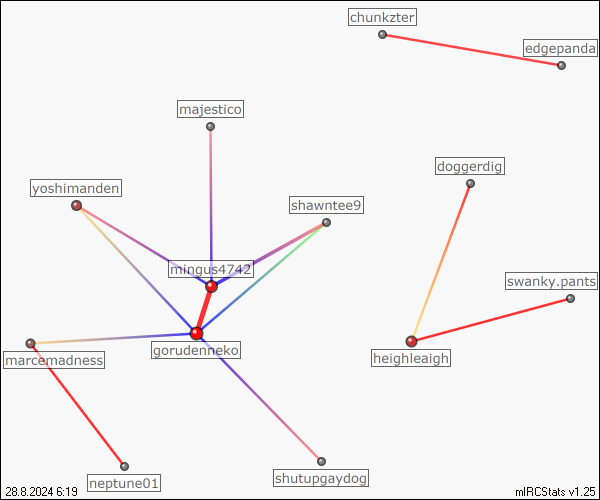 chunkzter
edgepanda
majestico
doggerdig
yoshimanden
shawntee9
mingus4742
swanky.pants
gorudenneko
heighleaigh
marcemadness
neptune01
shutupgaydog
28.8.2024 6:19
mIRCStats v1.25